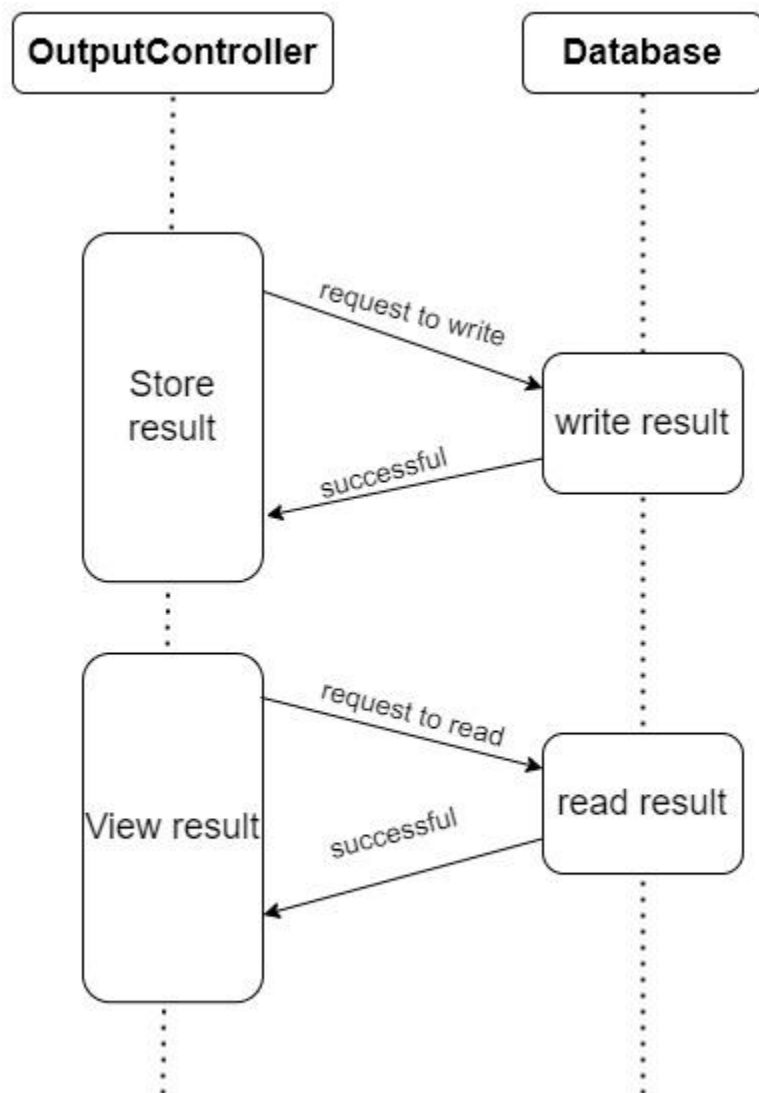 OutputController
Database
request to write
Store
result
write result
successful
request to read
View result
read result
successful